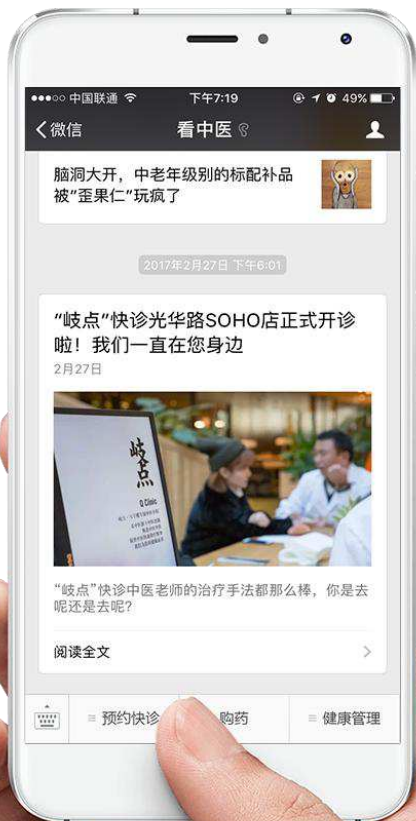 中国联通 下午7:19 49%
微信 看中医
脑洞大开，中老年级别的标配补品
被“歪果仁”玩疯了
2017年2月27日 下午6:01
“岐点”快诊光华路SOHO店正式开诊
啦！我们一直在您身边
2月27日
岐点
Q Clinic
“岐点”快诊中医老师的治疗手法都那么棒，你是去
呢还是去呢？
阅读全文
预约快诊 购药 健康管理